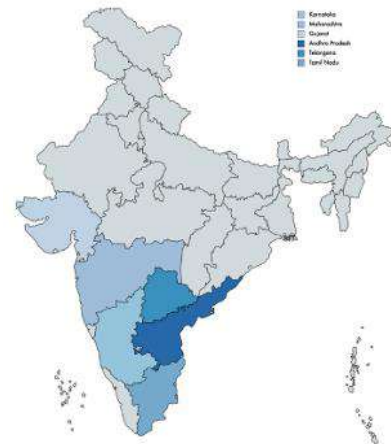 Karnataka
Maharashtra
Gujarat
Andhra Pradesh
Telangana
Tamil Nadu